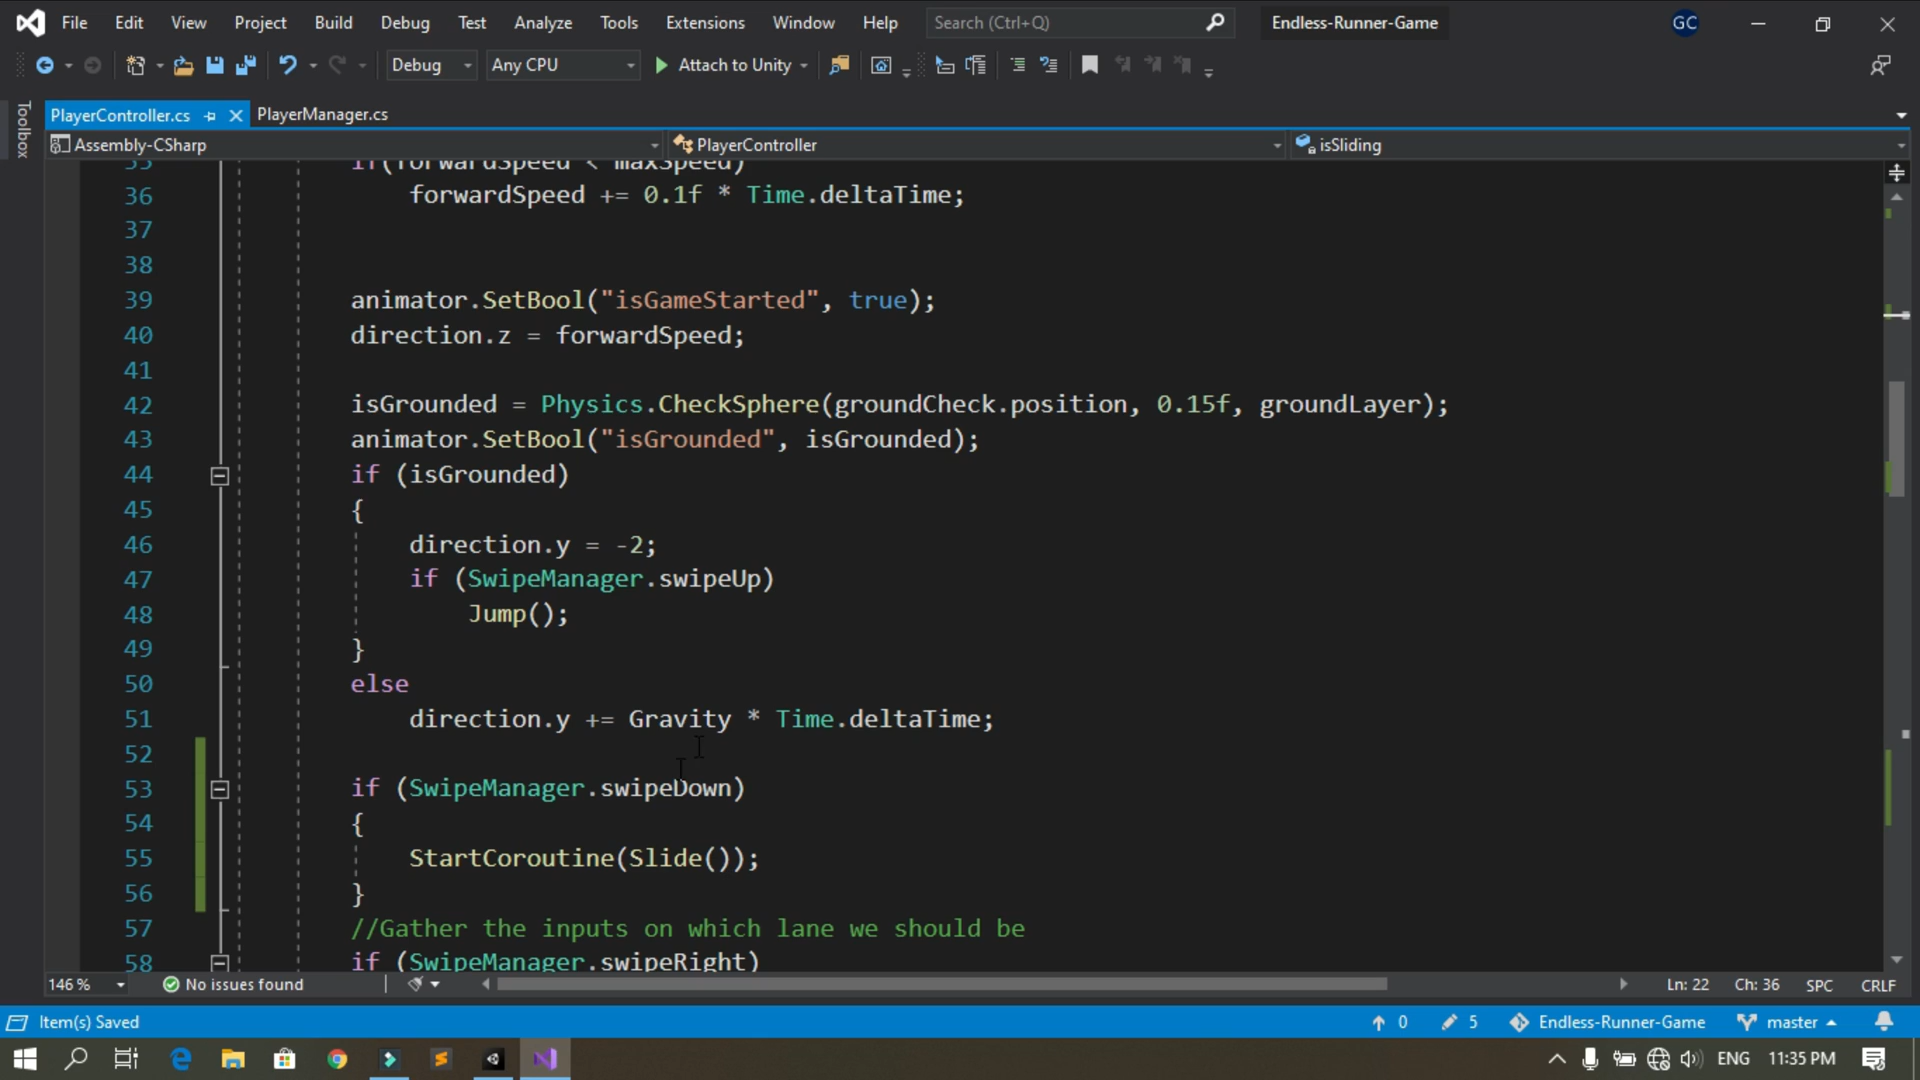 File Edit View Project Build Debug Test Analyze Tools Extensions Window Help Search (Ctrl+Q) Endless-Runner-Game GC
Debug Any CPU Attach to Unity
Toolbox
PlayerController.cs PlayerManager.cs
Assembly-CSharp PlayerController isSliding
35 if(forwardSpeed < maxSpeed)
36 forwardSpeed += 0.1f * Time.deltaTime;
37
38
39 animator.SetBool("isGameStarted", true);
40 direction.z = forwardSpeed;
41
42 isGrounded = Physics.CheckSphere(groundCheck.position, 0.15f, groundLayer);
43 animator.SetBool("isGrounded", isGrounded);
44 if (isGrounded)
45 {
46 direction.y = -2;
47 if (SwipeManager.swipeUp)
48 Jump();
49 }
50 else
51 direction.y += Gravity * Time.deltaTime;
52
53 if (SwipeManager.swipeDown)
54 {
55 StartCoroutine(Slide());
56 }
57 //Gather the inputs on which lane we should be
58 if (SwipeManager.swipeRight)
146 % No issues found Ln: 22 Ch: 36 SPC CRLF
Item(s) Saved 0 5 Endless-Runner-Game master
ENG 11:35 PM